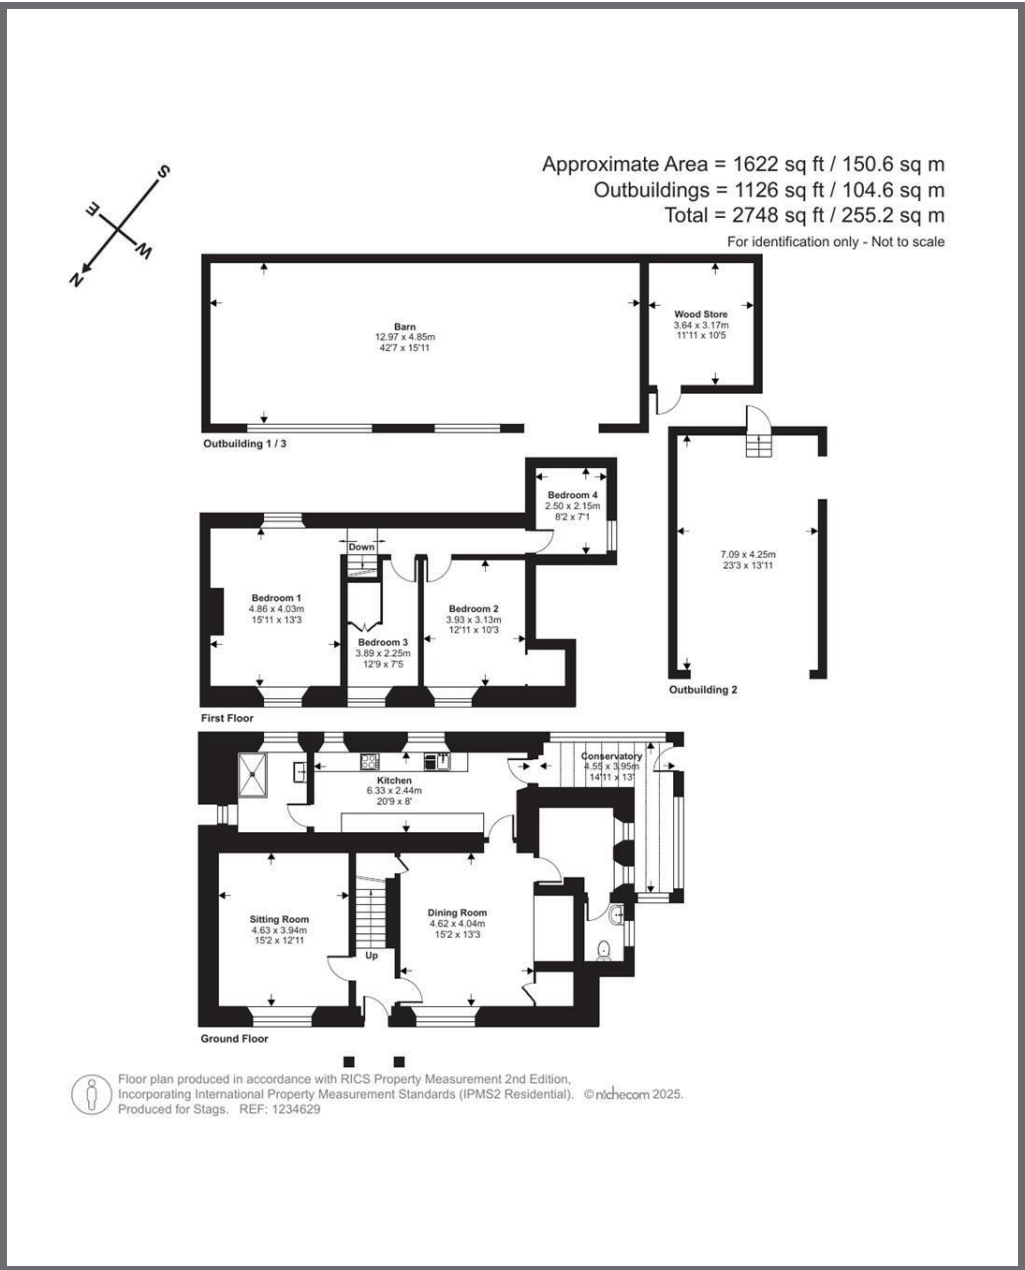 Approximate Area = 1622 sq ft / 150.6 sq m
Outbuildings = 1126 sq ft / 104.6 sq m
Total = 2748 sq ft / 255.2 sq m
For identification only - Not to scale
S
E
W
N
Barn
12.97 x 4.85m
42'7 x 15'11
Wood Store
3.64 x 3.17m
11'11 x 10'5
Outbuilding 1 / 3
Bedroom 4
2.50 x 2.15m
8'2 x 7'1
Down
7.09 x 4.25m
23'3 x 13'11
Bedroom 1
4.86 x 4.03m
15'11 x 13'3
Bedroom 2
3.93 x 3.13m
12'11 x 10'3
Bedroom 3
3.89 x 2.25m
12'9 x 7'5
Outbuilding 2
First Floor
Conservatory
4.55 x 3.95m
14'11 x 13'
Kitchen
6.33 x 2.44m
20'9 x 8'
Sitting Room
4.63 x 3.94m
15'2 x 12'11
Dining Room
4.62 x 4.04m
15'2 x 13'3
Up
Ground Floor
Floor plan produced in accordance with RICS Property Measurement 2nd Edition,
Incorporating International Property Measurement Standards (IPMS2 Residential). © nichecom 2025.
Produced for Stags. REF: 1234629